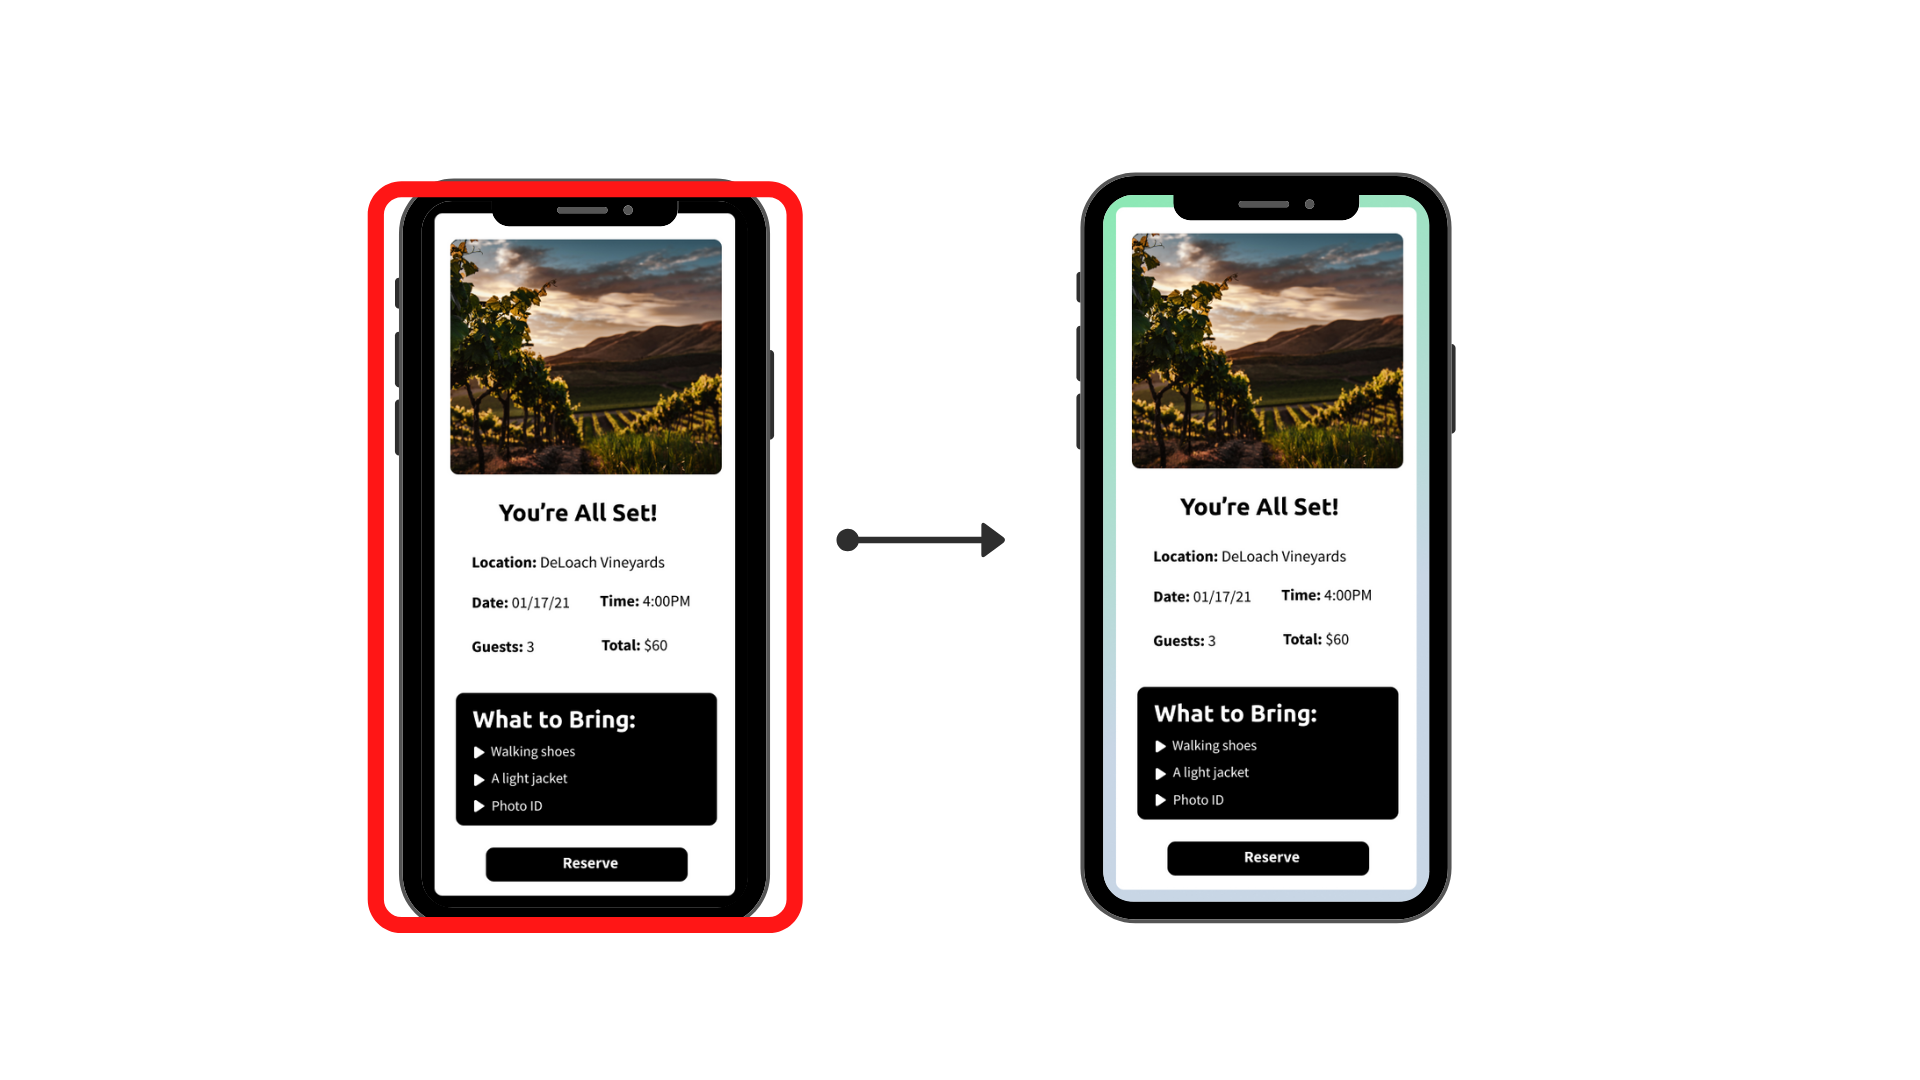 You're All Set!
Location: DeLoach Vineyards
Date: 01/17/21 Time: 4:00PM
Guests: 3 Total: $60
What to Bring:
Walking shoes
A light jacket
Photo ID
Reserve
You're All Set!
Location: DeLoach Vineyards
Date: 01/17/21 Time: 4:00PM
Guests: 3 Total: $60
What to Bring:
Walking shoes
A light jacket
Photo ID
Reserve